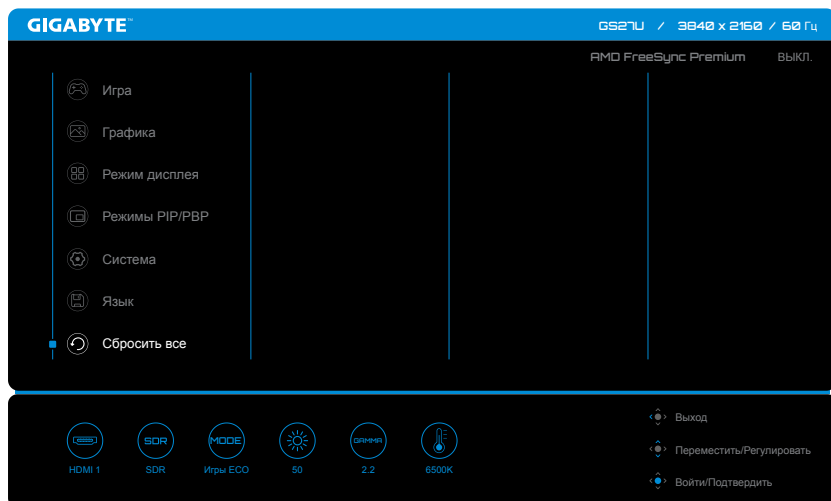 GIGABYTE™ GS27U / 3840 x 2160 / 60 Гц
AMD FreeSync Premium ВЫКЛ.
Игра
Графика
Режим дисплея
Режимы PIP/PBP
Система
Язык
Сбросить все
Выход
SDR MODE GAMMA
Переместить/Регулировать
HDMI 1 SDR Игры ECO 50 2.2 6500K
Войти/Подтвердить